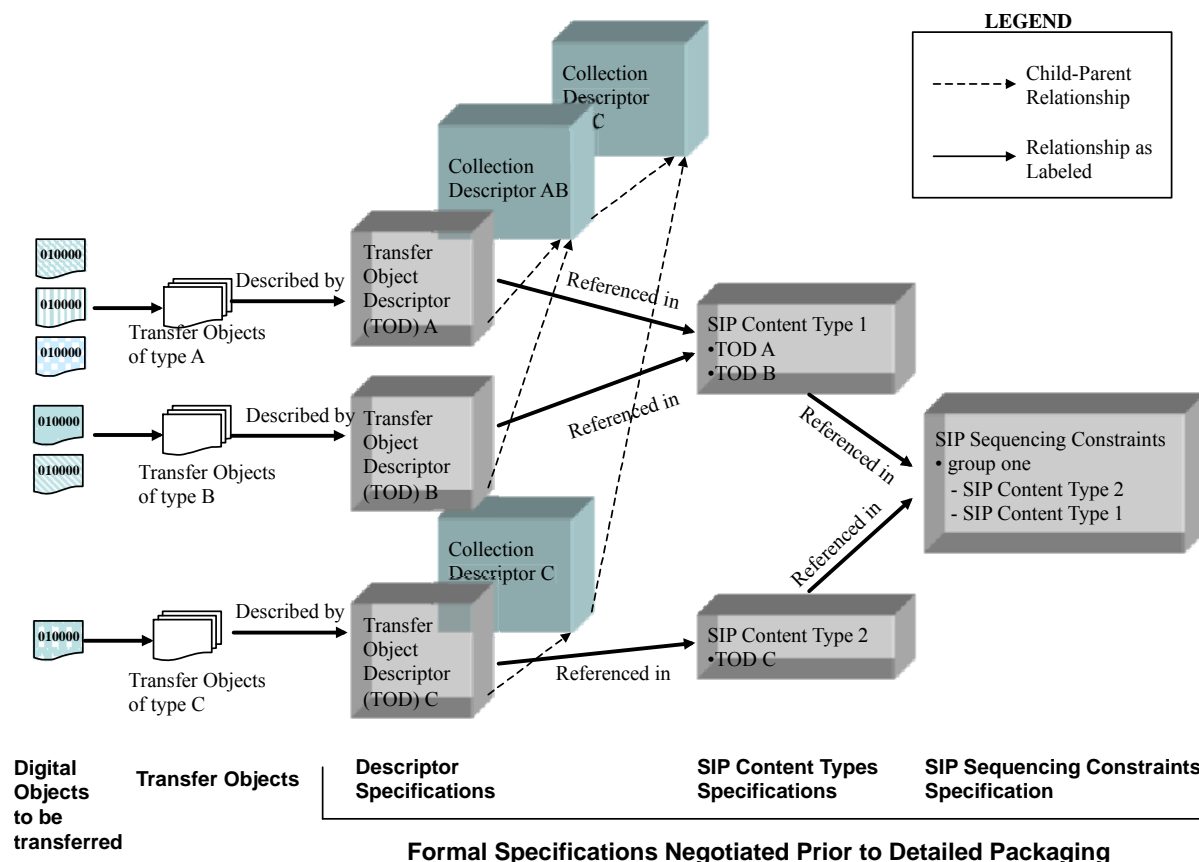 LEGEND
Child-Parent
Relationship
Relationship as
Labeled
Collection
Descriptor
C
Collection
Descriptor AB
010000
010000
010000
Transfer Objects
of type A
Described by
Transfer
Object
Descriptor
(TOD) A
Referenced in
SIP Content Type 1
•TOD A
•TOD B
010000
010000
Transfer Objects
of type B
Described by
Transfer
Object
Descriptor
(TOD) B
Referenced in
Referenced in
SIP Sequencing Constraints
• group one
- SIP Content Type 2
- SIP Content Type 1
Referenced in
Collection
Descriptor C
010000
Transfer Objects
of type C
Described by
Transfer
Object
Descriptor
(TOD) C
Referenced in
SIP Content Type 2
•TOD C
Digital
Objects
to be
transferred
Transfer Objects
Descriptor
Specifications
SIP Content Types
Specifications
SIP Sequencing Constraints
Specification
Formal Specifications Negotiated Prior to Detailed Packaging